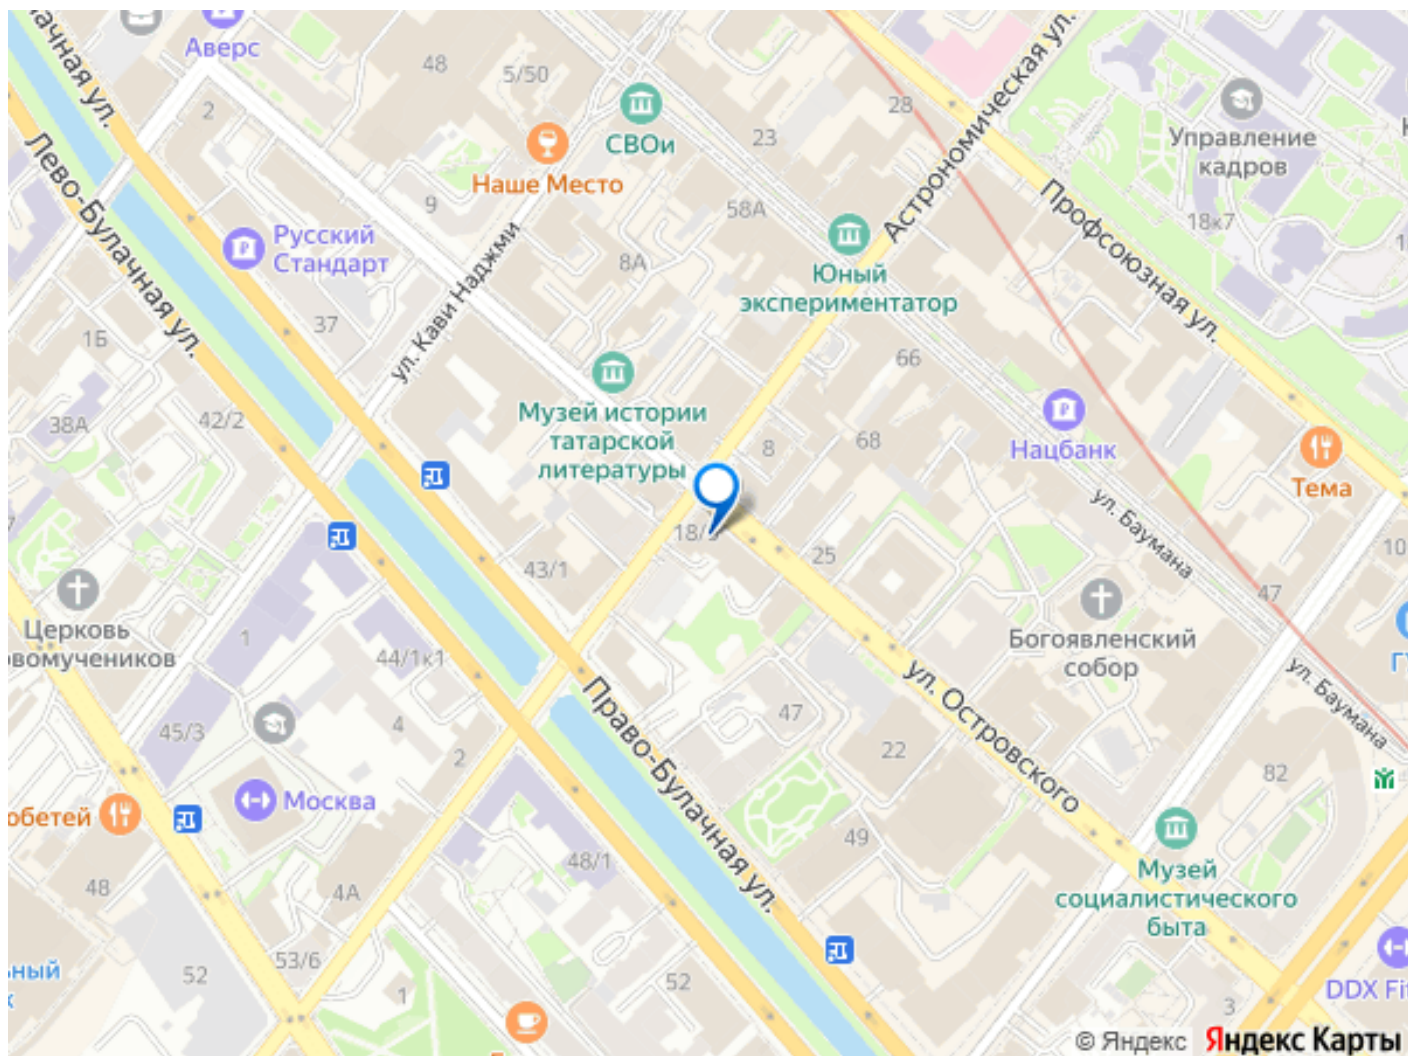 Аверс
48
5/50
2
СВОи
23
28
Управление
кадров
Астрономическая ул.
Лево-Булачная ул.
Наше Место
9
58А
18к7
Профсоюзная ул.
Русский
Стандарт
ул. Кави Наджми
8А
Юный
экспериментатор
37
1Б
66
42/2
38А
Музей истории
татарской
литературы
8
68
Нацбанк
Тема
ул. Баумана
43/1
25
10
47
Церковь
1
44/1к1
Богоявленский
собор
ул. Баумана
45/3
4
2
Право-Булачная ул.
47
22
ул. Островского
82
Москва
48/1
49
Музей
социалистического
быта
48
4А
53/6
52
1
52
3
DDX Fi
© Яндекс Яндекс Карты